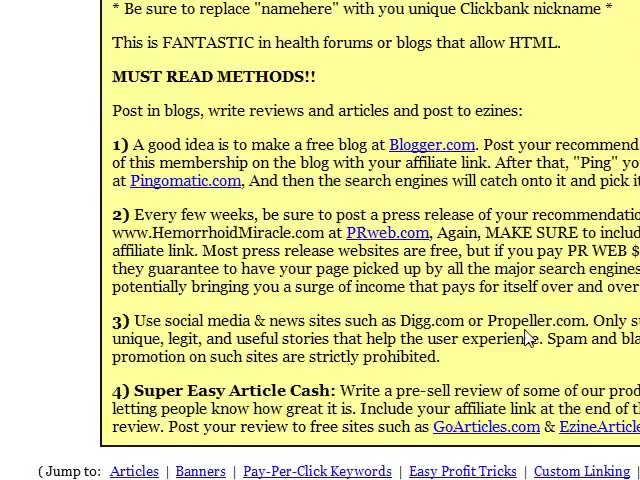 * Be sure to replace "namehere" with you unique Clickbank nickname *
This is FANTASTIC in health forums or blogs that allow HTML.
MUST READ METHODS!!
Post in blogs, write reviews and articles and post to ezines:
1) A good idea is to make a free blog at Blogger.com. Post your recommend
of this membership on the blog with your affiliate link. After that, "Ping" yo
at Pingomatic.com, And then the search engines will catch onto it and pick it
2) Every few weeks, be sure to post a press release of your recommendatio
www.HemorrhoidMiracle.com at PRweb.com, Again, MAKE SURE to includ
affiliate link. Most press release websites are free, but if you pay PR WEB $
they guarantee to have your page picked up by all the major search engines
potentially bringing you a surge of income that pays for itself over and over
3) Use social media & news sites such as Digg.com or Propeller.com. Only su
unique, legit, and useful stories that help the user experience. Spam and bla
promotion on such sites are strictly prohibited.
4) Super Easy Article Cash: Write a pre-sell review of some of our prod
letting people know how great it is. Include your affiliate link at the end of t
review. Post your review to free sites such as GoArticles.com & EzineArticle
( Jump to: Articles | Banners | Pay-Per-Click Keywords | Easy Profit Tricks | Custom Linking |